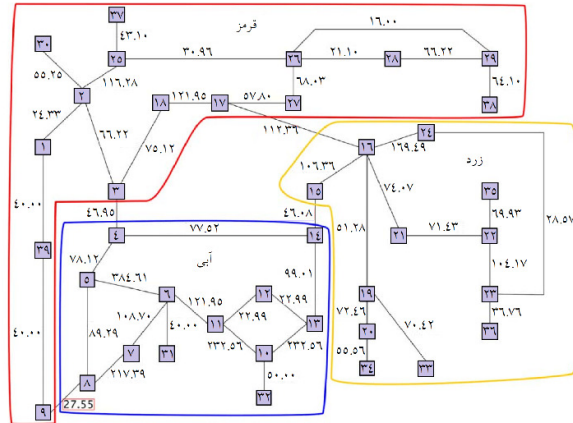 ۳۷ قرمز ۱۶.۰۰
۳۰ ۴۳.۱۰
۲۵ ۳۰.۹۶ ۲۶ ۲۱.۱۰ ۲۸ ۶۶.۲۲ ۲۹
۵۵.۲۵ ۱۱۶.۲۸ ۶۸.۰۳ ۶۴.۱۰
۲ ۱۸ ۱۲۱.۹۵ ۱۷ ۵۷.۸۰ ۲۷ ۳۸
۲۴.۳۳ ۱۱۲.۳۶ ۲۴
۱ ۶۶.۲۲ ۷۵.۱۲ ۱۶ ۱۶۹.۴۹ زرد
۱۰۶.۳۶
۳ ۱۵ ۷۴.۰۷ ۳۵
۴۰.۰۰ ۴۶.۹۵ ۴۶.۰۸ ۵۱.۲۸ ۶۹.۹۳ ۲۸.۵۷
۴ ۷۷.۵۲ ۱۴ ۲۱ ۷۱.۴۳ ۲۲
۳۹ ۷۸.۱۲ آبی
۵ ۳۸۴.۶۱ ۹۹.۰۱ ۱۰۴.۱۷
۶ ۱۲۱.۹۵ ۱۲ ۲۲.۹۹ ۱۹ ۲۳
۱۰۸.۷۰ ۴۰.۰۰ ۱۱ ۲۲.۹۹ ۱۳ ۷۲.۴۶ ۳۶.۷۶
۴۰.۰۰ ۸۹.۲۹ ۲۰ ۷۰.۴۲ ۳۶
۷ ۳۱ ۲۳۲.۵۶ ۱۰ ۲۳۲.۵۶ ۵۵.۵۶
۸ ۲۱۷.۳۹ ۵۰.۰۰ ۳۴ ۳۳
۹ 27.55 ۳۲